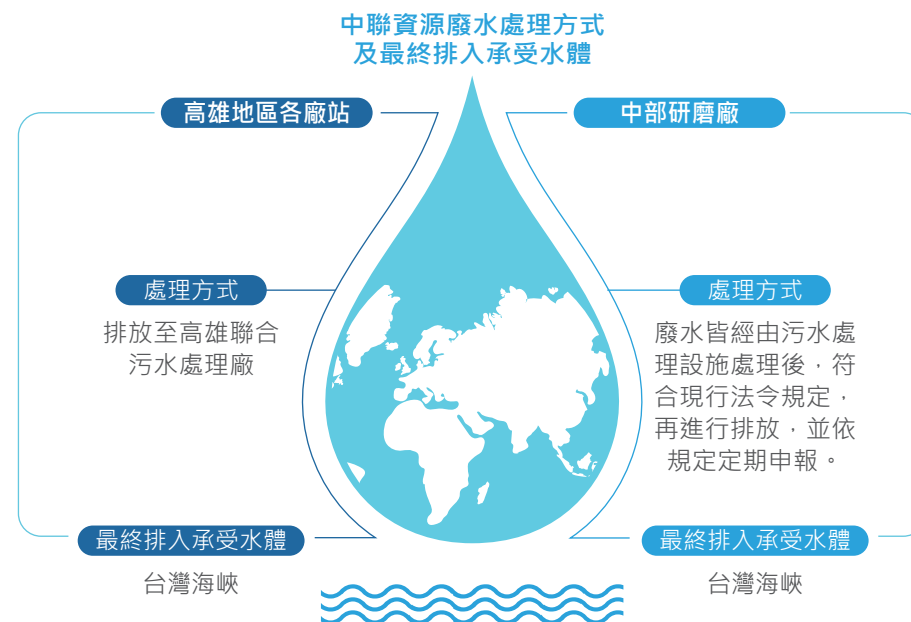 中聯資源廢水處理方式
及最終排入承受水體
高雄地區各廠站
處理方式
排放至高雄聯合
污水處理廠
最終排入承受水體
台灣海峽
中部研磨廠
處理方式
廢水皆經由污水處
理設施處理後，符
合現行法令規定，
再進行排放，並依
規定定期申報。
最終排入承受水體
台灣海峽